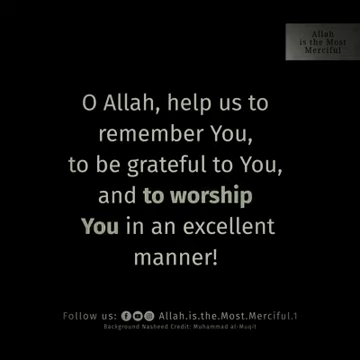 Allah
is the Most
Merciful
O Allah, help us to
remember You,
to be grateful to You,
and to worship
You in an excellent
manner!
Follow us: Allah.is.the.Most.Merciful.1
Background Nasheed Credit: Muhammad al-Muqit